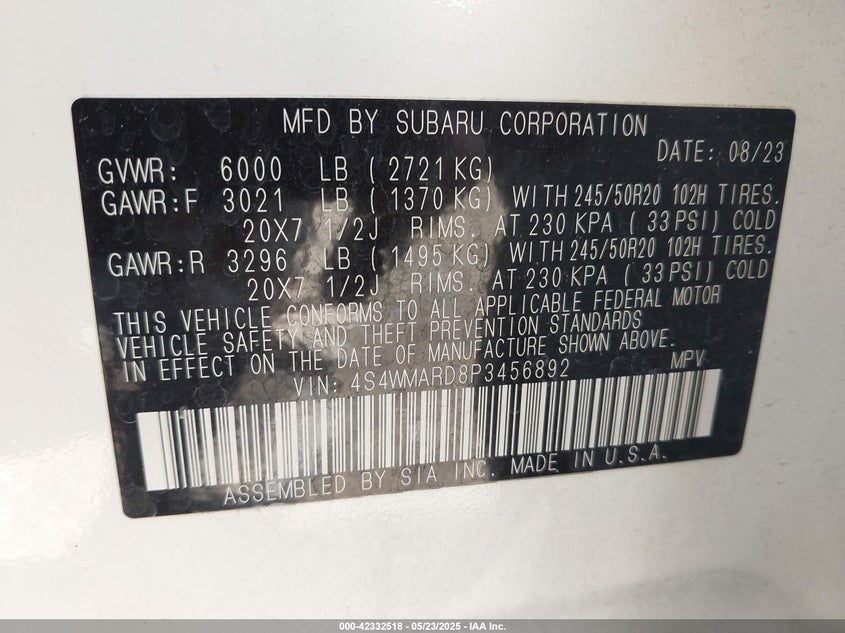 MFD BY SUBARU CORPORATION
DATE: 08/23
GVWR: 6000 LB ( 2721 KG)
GAWR:F 3021 LB ( 1370 KG) WITH 245/50R20 102H TIRES.
20X7 1/2J RIMS. AT 230 KPA ( 33 PSI) COLD
GAWR:R 3296 LB ( 1495 KG) WITH 245/50R20 102H TIRES.
20X7 1/2J RIMS. AT 230 KPA ( 33 PSI) COLD
THIS VEHICLE CONFORMS TO ALL APPLICABLE FEDERAL MOTOR
VEHICLE SAFETY AND THEFT PREVENTION STANDARDS
IN EFFECT ON THE DATE OF MANUFACTURE SHOWN ABOVE.
VIN: 4S4WMARD8P3456892 MPV
ASSEMBLED BY SIA INC. MADE IN U.S.A.
000-42332518 - 05/23/2025 - IAA Inc.